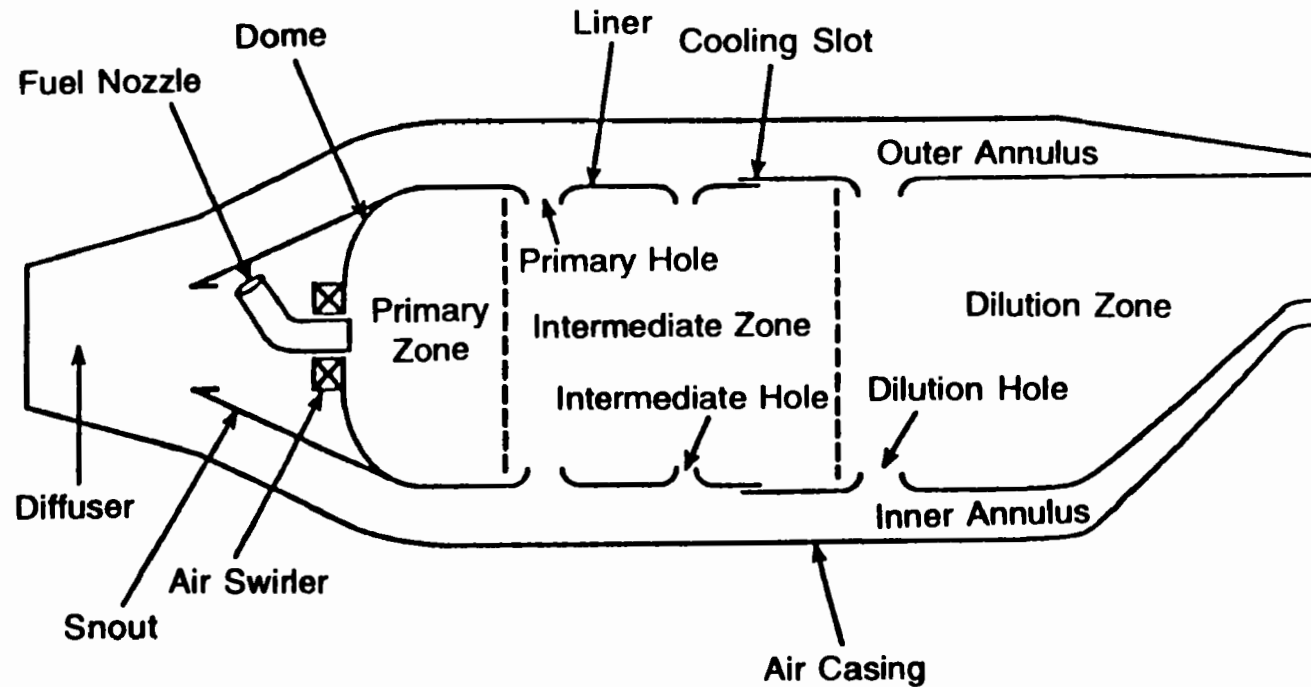 Dome
Liner
Cooling Slot
Fuel Nozzle
Outer Annulus
Primary Hole
Primary
Zone
Intermediate Zone
Dilution Zone
Intermediate Hole
Dilution Hole
Diffuser
Inner Annulus
Air Swirler
Snout
Air Casing